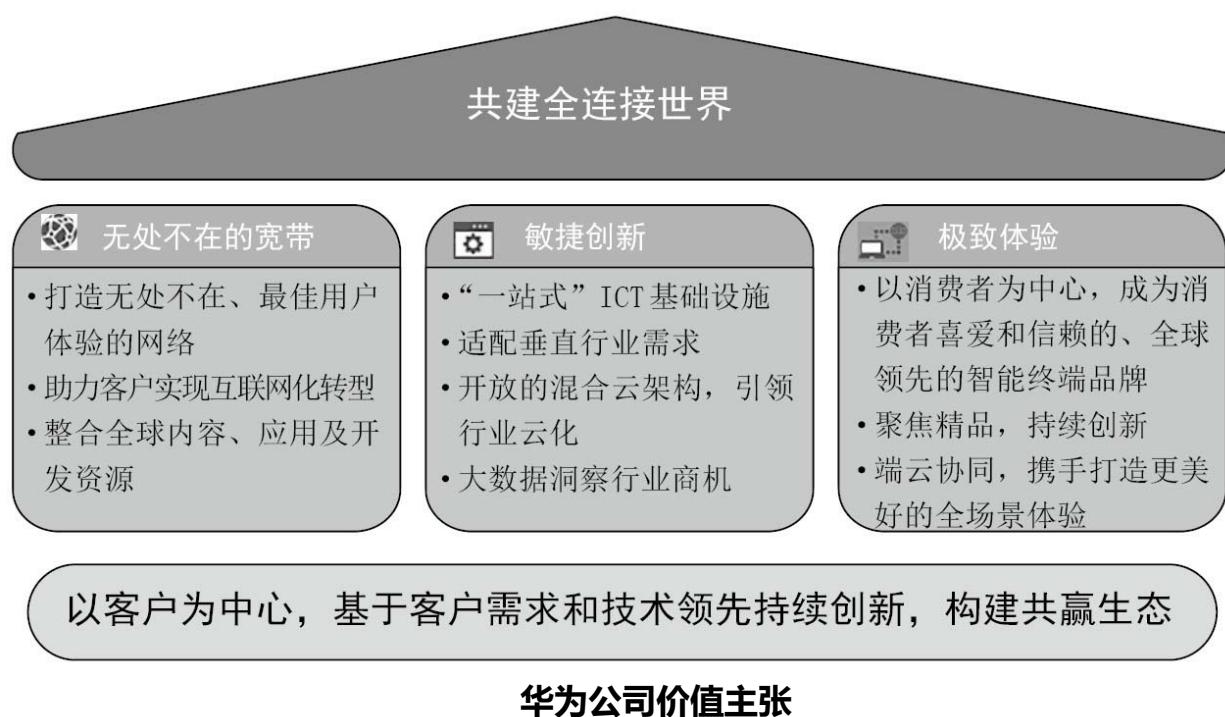 共建全连接世界
无处不在的宽带
•打造无处不在、最佳用户
体验的网络
•助力客户实现互联网化转型
•整合全球内容、应用及开
发资源
敏捷创新
•“一站式”ICT基础设施
•适配垂直行业需求
•开放的混合云架构，引领
行业云化
•大数据洞察行业商机
极致体验
•以消费者为中心，成为消
费者喜爱和信赖的、全球
领先的智能终端品牌
•聚焦精品，持续创新
•端云协同，携手打造更美
好的全场景体验
以客户为中心，基于客户需求和技术领先持续创新，构建共赢生态
华为公司价值主张